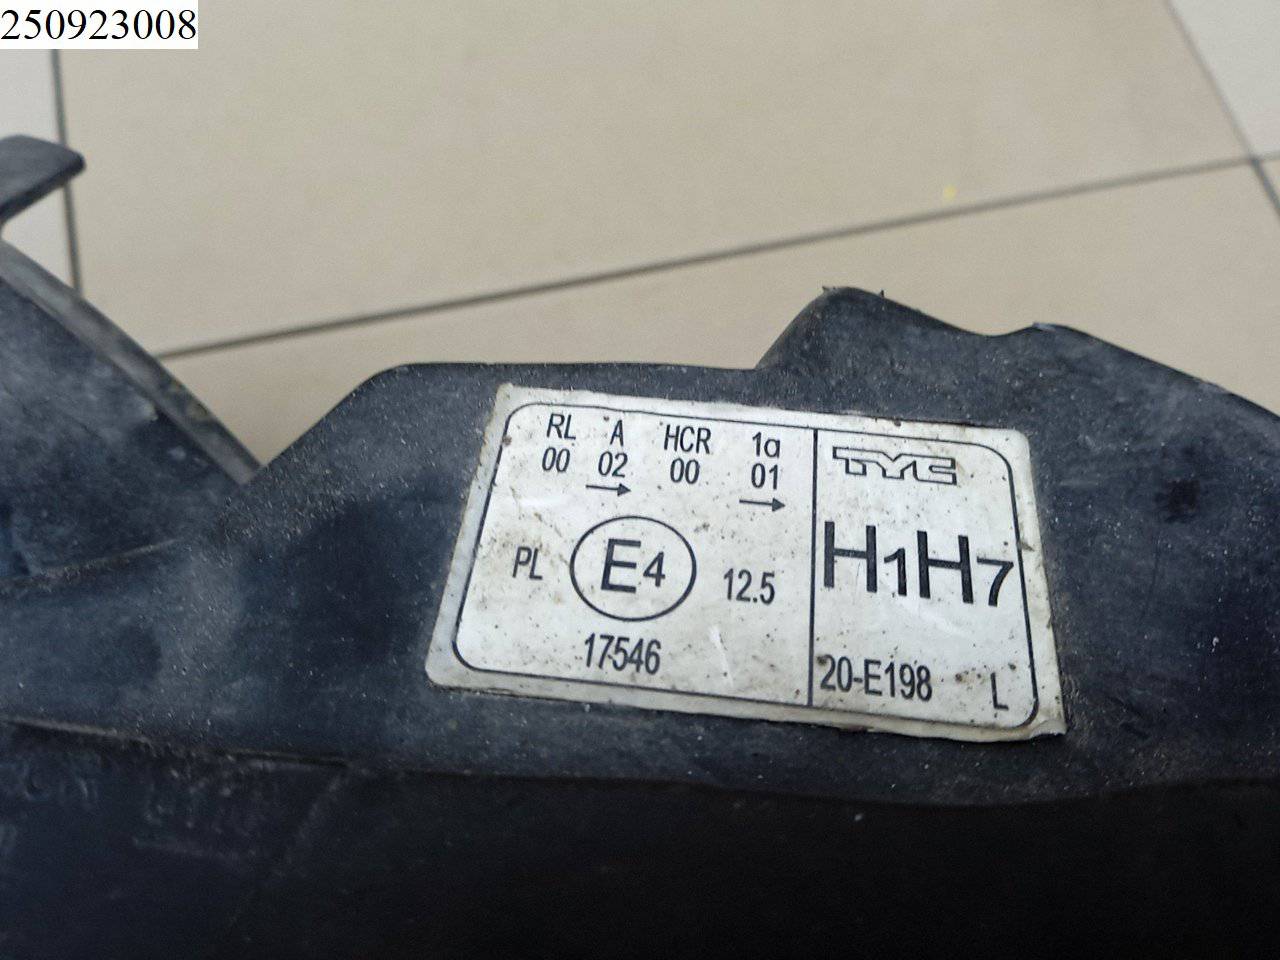 250923008
RL A HCR 1a
00 02 00 01
→ →
PL E4 12.5
17546
TYC
H1H7
20-E198 L